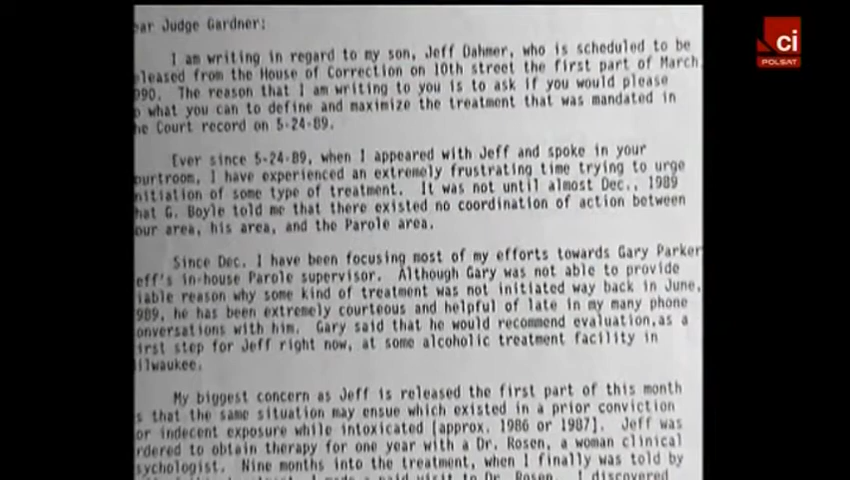 ear Judge Gardner:
I am writing in regard to my son, Jeff Dahmer, who is scheduled to be
leased from the House of Correction on 10th street the first part of March,
990. The reason that I am writing to you is to ask if you would please
o what you can to define and maximize the treatment that was mandated in
he Court record on 5-24-89.
Ever since 5-24-89, when I appeared with Jeff and spoke in your
ourtroom, I have experienced an extremely frustrating time trying to urge
nitiation of some type of treatment. It was not until almost Dec., 1989
hat G. Boyle told me that there existed no coordination of action between
our area, his area, and the Parole area.
Since Dec. I have been focusing most of my efforts towards Gary Parker
eff's in-house Parole supervisor. Although Gary was not able to provide
iable reason why some kind of treatment was not initiated way back in June,
989, he has been extremely courteous and helpful of late in my many phone
onversations with him. Gary said that he would recommend evaluation,as a
irst step for Jeff right now, at some alcoholic treatment facility in
ilwaukee.
My biggest concern as Jeff is released the first part of this month
s that the same situation may ensue which existed in a prior conviction
or indecent exposure while intoxicated [approx. 1986 or 1987]. Jeff was
rdered to obtain therapy for one year with a Dr. Rosen, a woman clinical
sychologist. Nine months into the treatment, when I finally was told by
I made a paid visit to Dr. Rosen. I discovered
ci
POLSAT